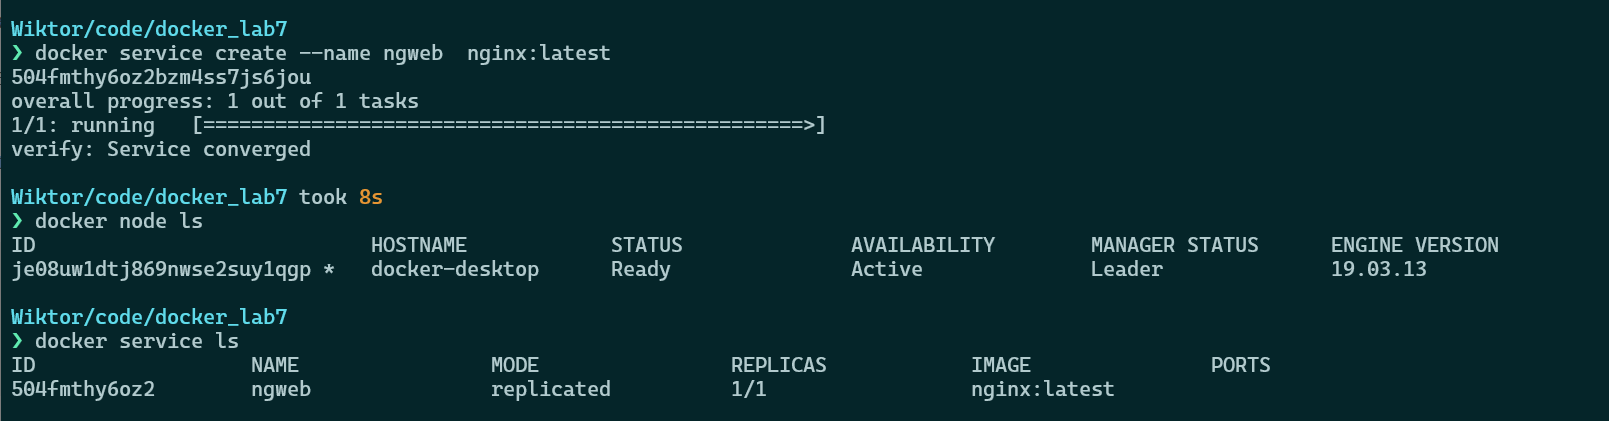 Wiktor/code/docker_lab7
❯ docker service create --name ngweb  nginx:latest
504fmthy6oz2bzm4ss7js6jou
overall progress: 1 out of 1 tasks
1/1: running   [==================================================>]
verify: Service converged
Wiktor/code/docker_lab7 took 8s
❯ docker node ls
ID                            HOSTNAME            STATUS              AVAILABILITY        MANAGER STATUS      ENGINE VERSION
je08uw1dtj869nwse2suy1qgp *   docker-desktop      Ready               Active              Leader              19.03.13
Wiktor/code/docker_lab7
❯ docker service ls
ID                  NAME                MODE                REPLICAS            IMAGE               PORTS
504fmthy6oz2        ngweb               replicated          1/1                 nginx:latest